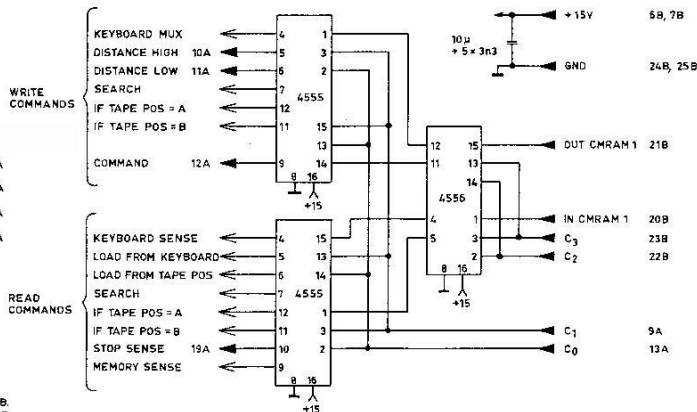 WRITE COMMANDS
KEYBOARD MUX 4 1
DISTANCE HIGH 10A 5 3
DISTANCE LOW 11A 6 2
SEARCH 7
4555
IF TAPE POS = A 12
IF TAPE POS = B 11 15
13
COMMAND 12A 9 14
8 16
+15
+15V 6B, 7B
10µ
+ 5 × 3n3
GND 24B, 25B
12 15 OUT CMRAM 1 21B
11 13
14
4556
4 1 IN CMRAM 1 20B
5 3 C3 23B
2 C2 22B
8 16
+15
READ COMMANDS
KEYBOARD SENSE 4 15
LOAD FROM KEYBOARD 5 13
LOAD FROM TAPE POS 6 14
SEARCH 7
4555
IF TAPE POS = A 12 1
IF TAPE POS = B 11 3 C1 9A
STOP SENSE 19A 10 2 C0 13A
MEMORY SENSE 9
8 16
+15
A
A
A
A
B.